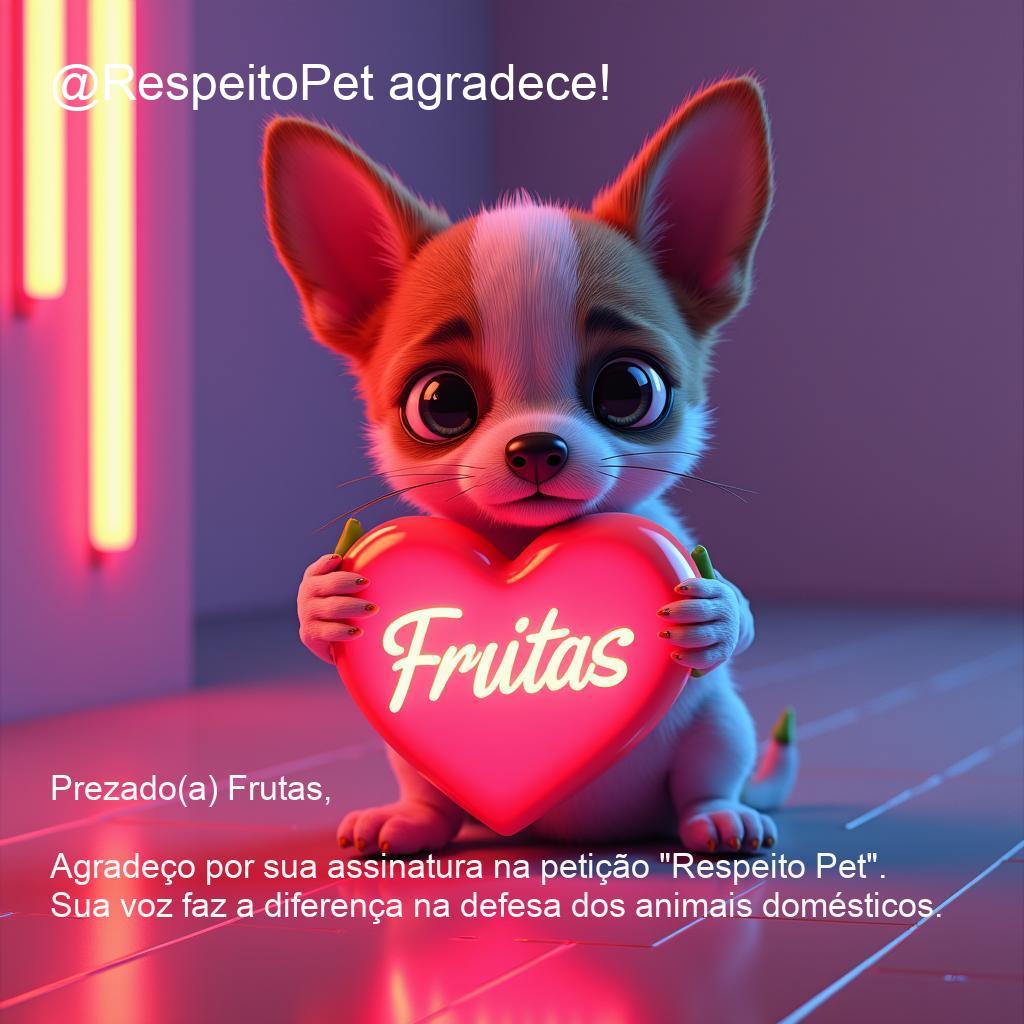 @RespeitoPet agradece!
Frutas
Prezado(a) Frutas,
Agradeço por sua assinatura na petição "Respeito Pet".
Sua voz faz a diferença na defesa dos animais domésticos.